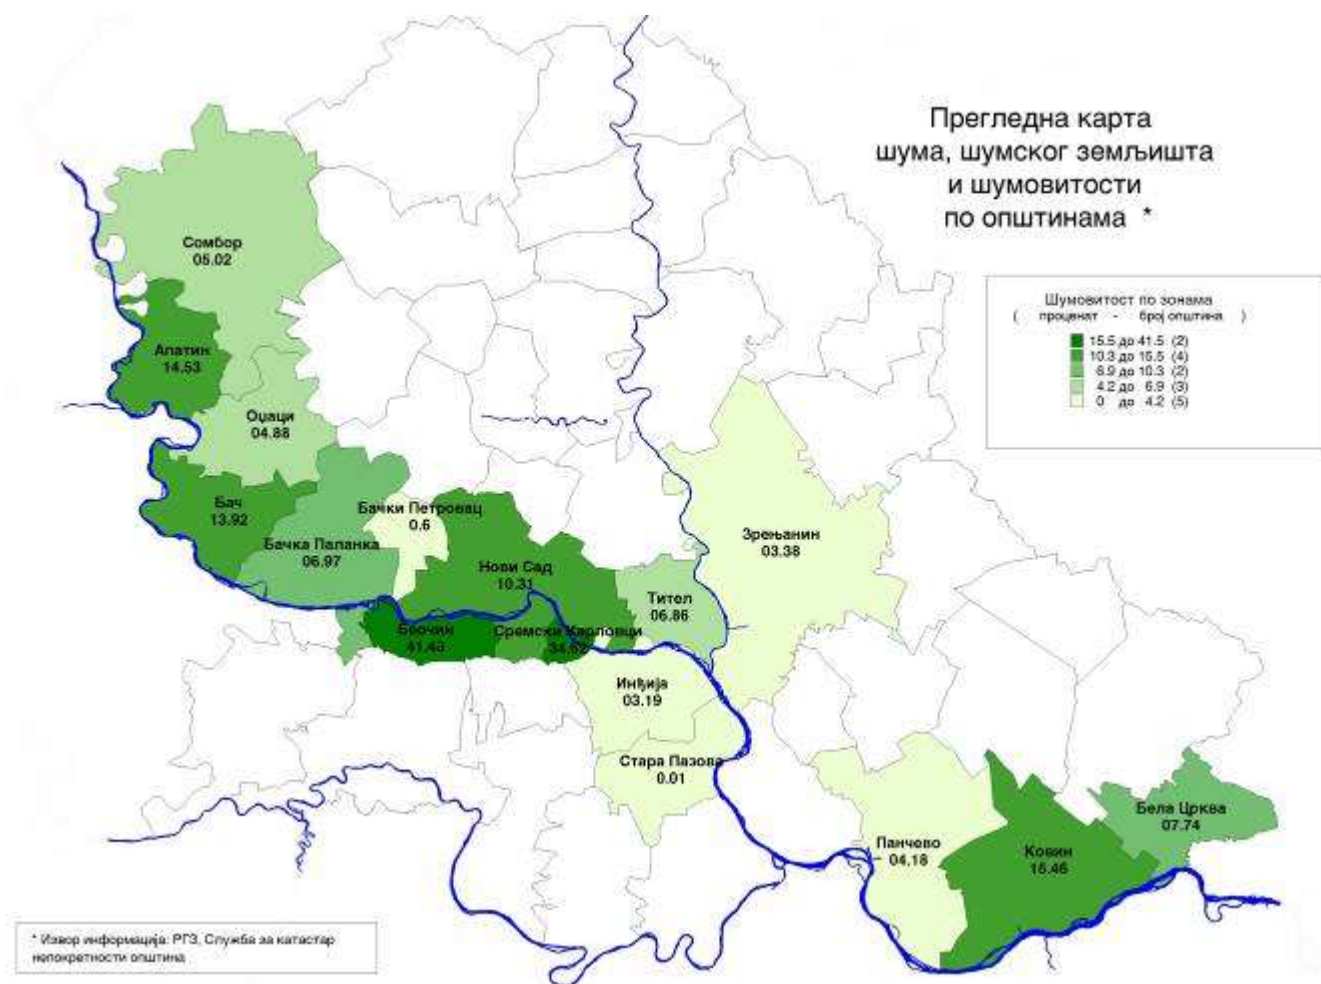 Прегледна карта
шума, шумског земљишта
и шумовитости
по општинама *
Шумовитост по зонама
( проценат - број општина )
15.5 до 41.5 (2)
10.3 до 15.5 (4)
6.9 до 10.3 (2)
4.2 до 6.9 (3)
0 до 4.2 (5)
Сомбор
05.02
Апатин
14.53
Оџаци
04.88
Бач
13.92
Бачки Петровац
0.6
Бачка Паланка
06.97
Нови Сад
10.31
Зрењанин
03.38
Тител
06.86
Беочин
41.45
Сремски Карловци
34.62
Инђија
03.19
Стара Пазова
0.01
Панчево
04.18
Ковин
15.46
Бела Црква
07.74
* Извор информација: РГЗ, Служба за катастар
непокретности општина